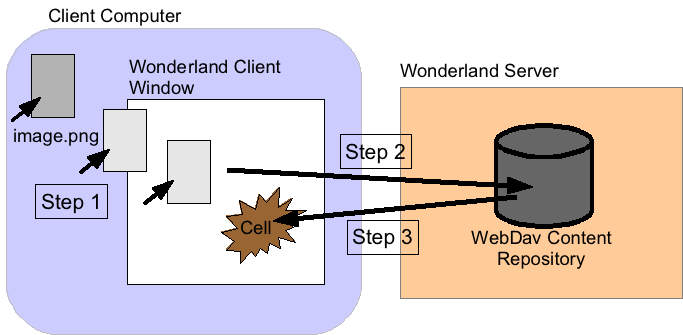 Client Computer
Wonderland Client
Window
Wonderland Server
image.png
Step 1
Step 2
Cell
Step 3
WebDav Content
Repository